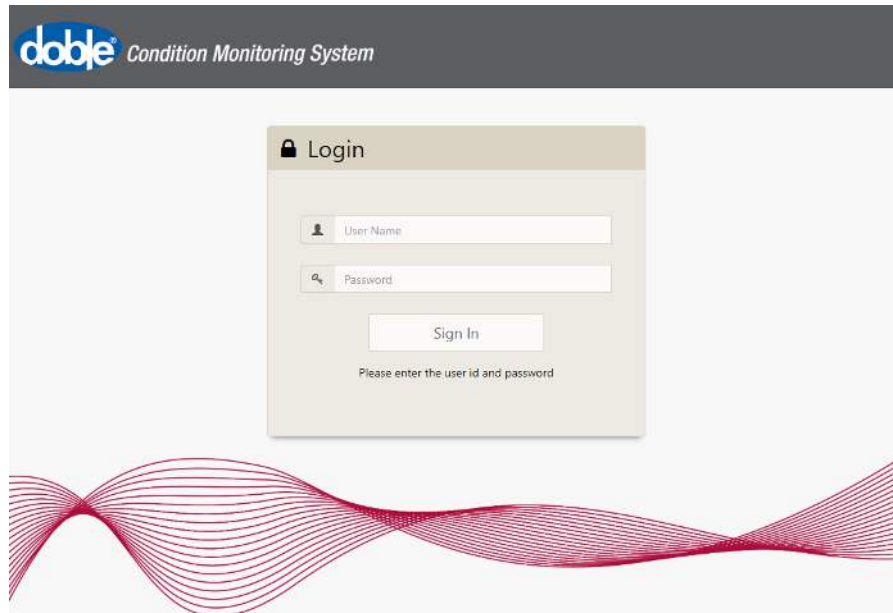 doble® Condition Monitoring System
Login
User Name
Password
Sign In
Please enter the user id and password